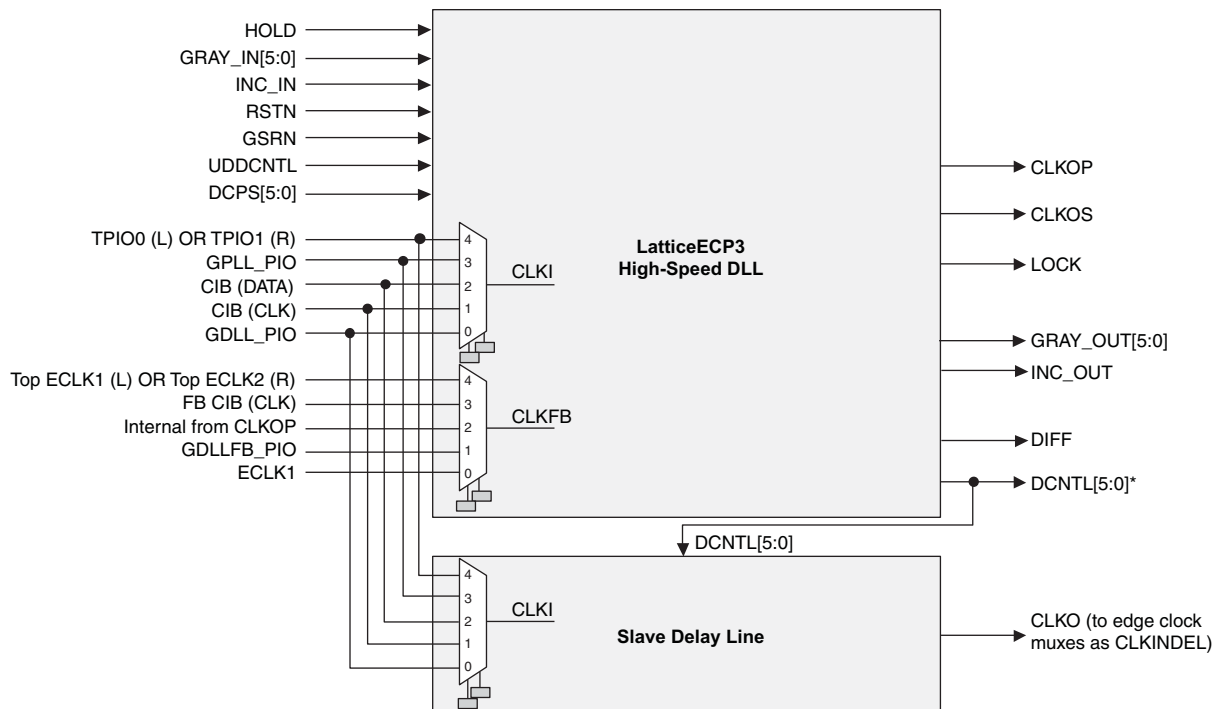 HOLD
GRAY_IN[5:0]
INC_IN
RSTN
GSRN
UDDCNTL
DCPS[5:0]
TPIO0 (L) OR TPIO1 (R)
GPLL_PIO
CIB (DATA)
CIB (CLK)
GDLL_PIO
4
3
2
1
0
CLKI
Top ECLK1 (L) OR Top ECLK2 (R)
FB CIB (CLK)
Internal from CLKOP
GDLLFB_PIO
ECLK1
4
3
2
1
0
CLKFB
LatticeECP3
High-Speed DLL
CLKOP
CLKOS
LOCK
GRAY_OUT[5:0]
INC_OUT
DIFF
DCNTL[5:0]*
DCNTL[5:0]
4
3
2
1
0
CLKI
Slave Delay Line
CLKO (to edge clock
muxes as CLKINDEL)